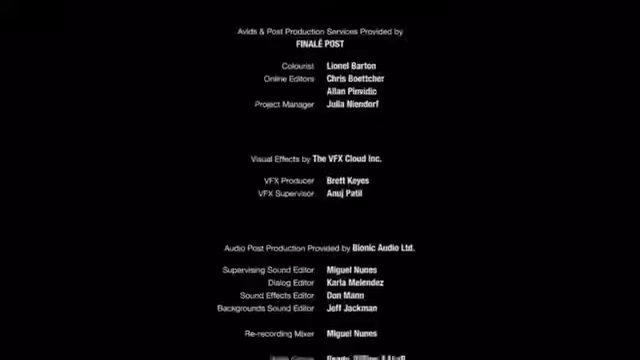 Avids & Post Production Services Provided by
FINALÉ POST
Colourist Lionel Barton
Online Editors Chris Boettcher
Allan Pinvidic
Project Manager Julia Niendorf
Visual Effects by The VFX Cloud Inc.
VFX Producer Brett Keyes
VFX Supervisor Anuj Patil
Audio Post Production Provided by Bionic Audio Ltd.
Supervising Sound Editor Miguel Nunes
Dialog Editor Karla Melendez
Sound Effects Editor Don Mann
Backgrounds Sound Editor Jeff Jackman
Re-recording Mixer Miguel Nunes